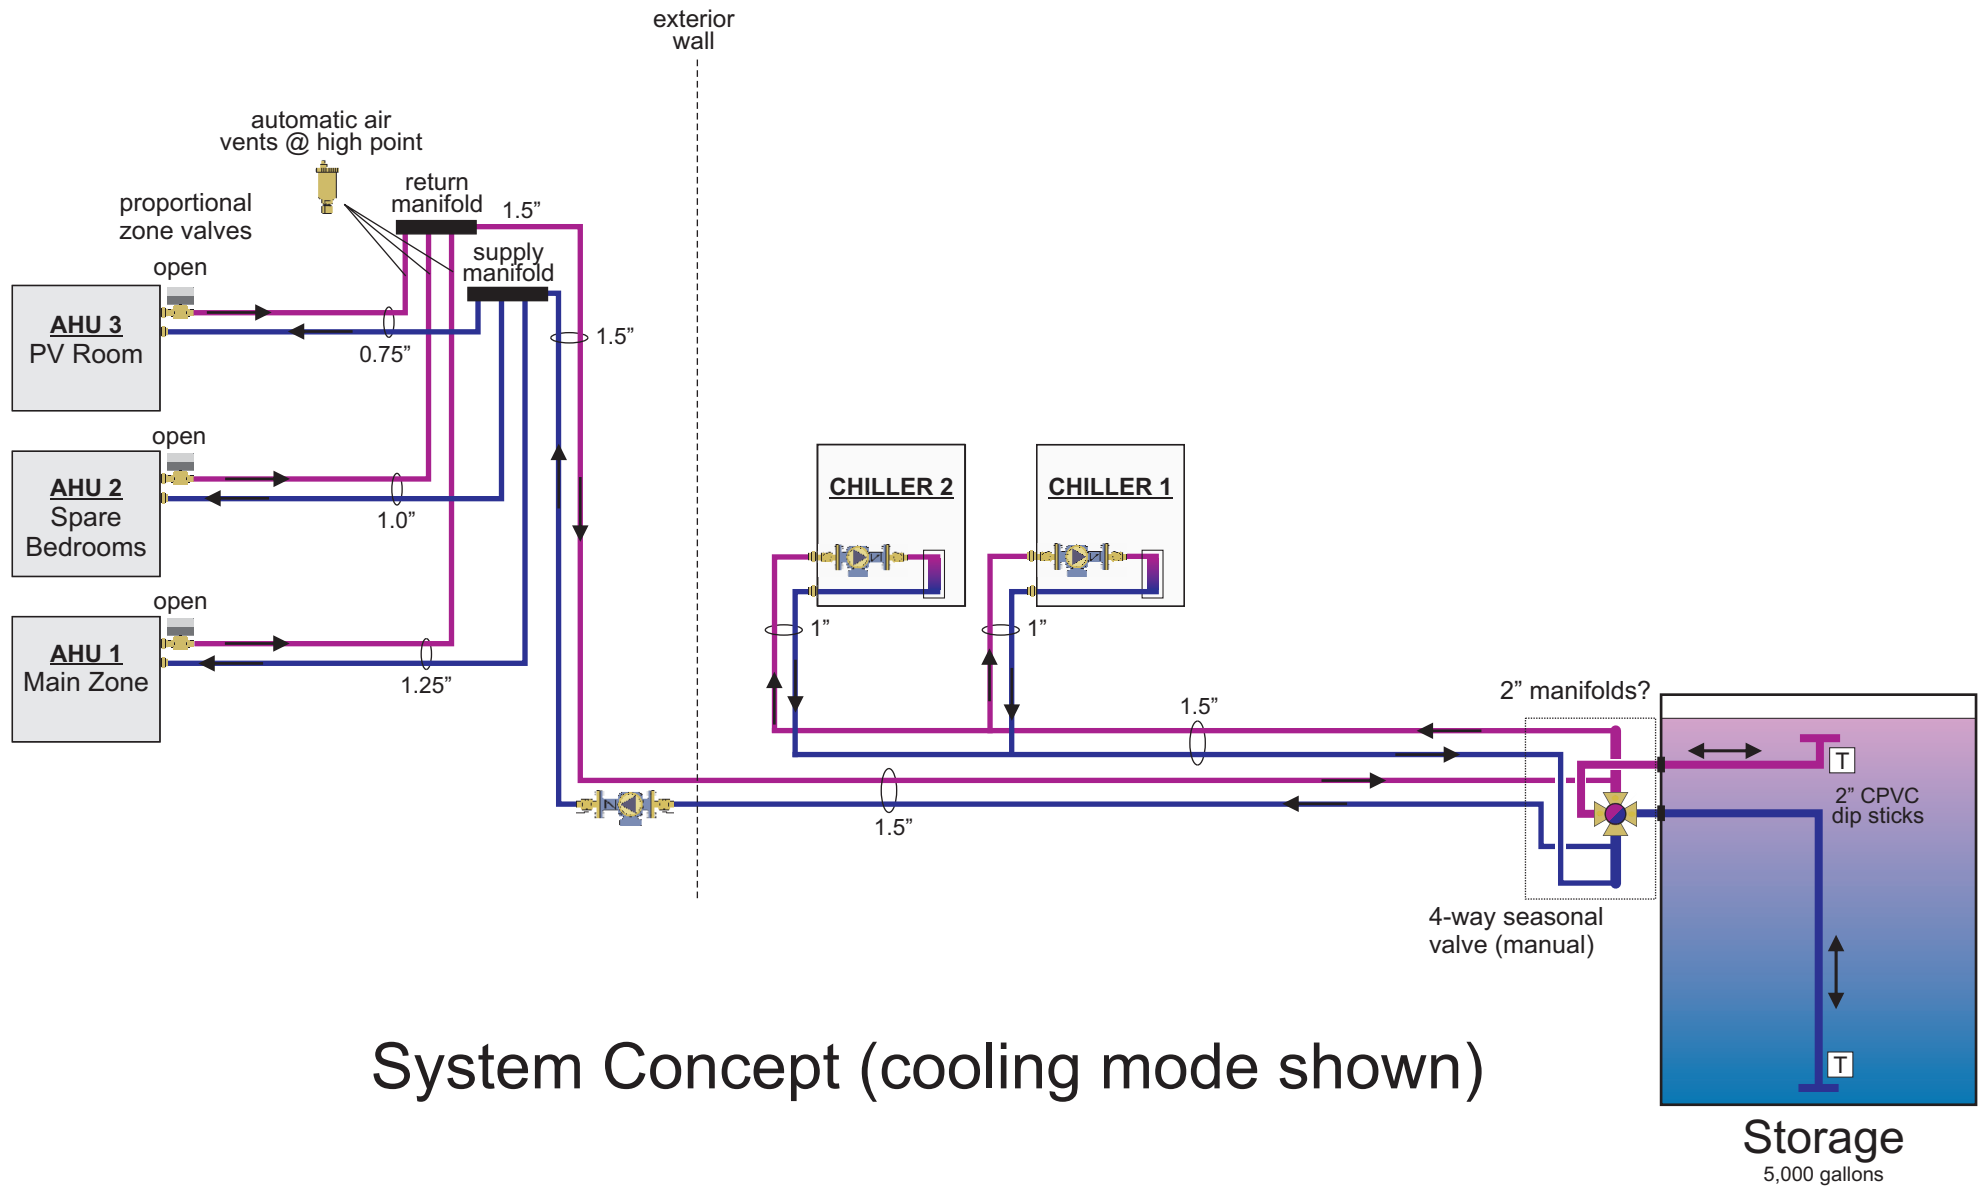 exterior
wall
automatic air
vents @ high point
return
manifold
1.5”
proportional
zone valves
supply
manifold
open
AHU 3
PV Room
0.75”
1.5”
open
AHU 2
Spare
Bedrooms
1.0”
CHILLER 2
CHILLER 1
open
AHU 1
Main Zone
1.25”
1”
1”
2” manifolds?
1.5”
T
2” CPVC
dip sticks
1.5”
4-way seasonal
valve (manual)
T
System Concept (cooling mode shown)
Storage
5,000 gallons